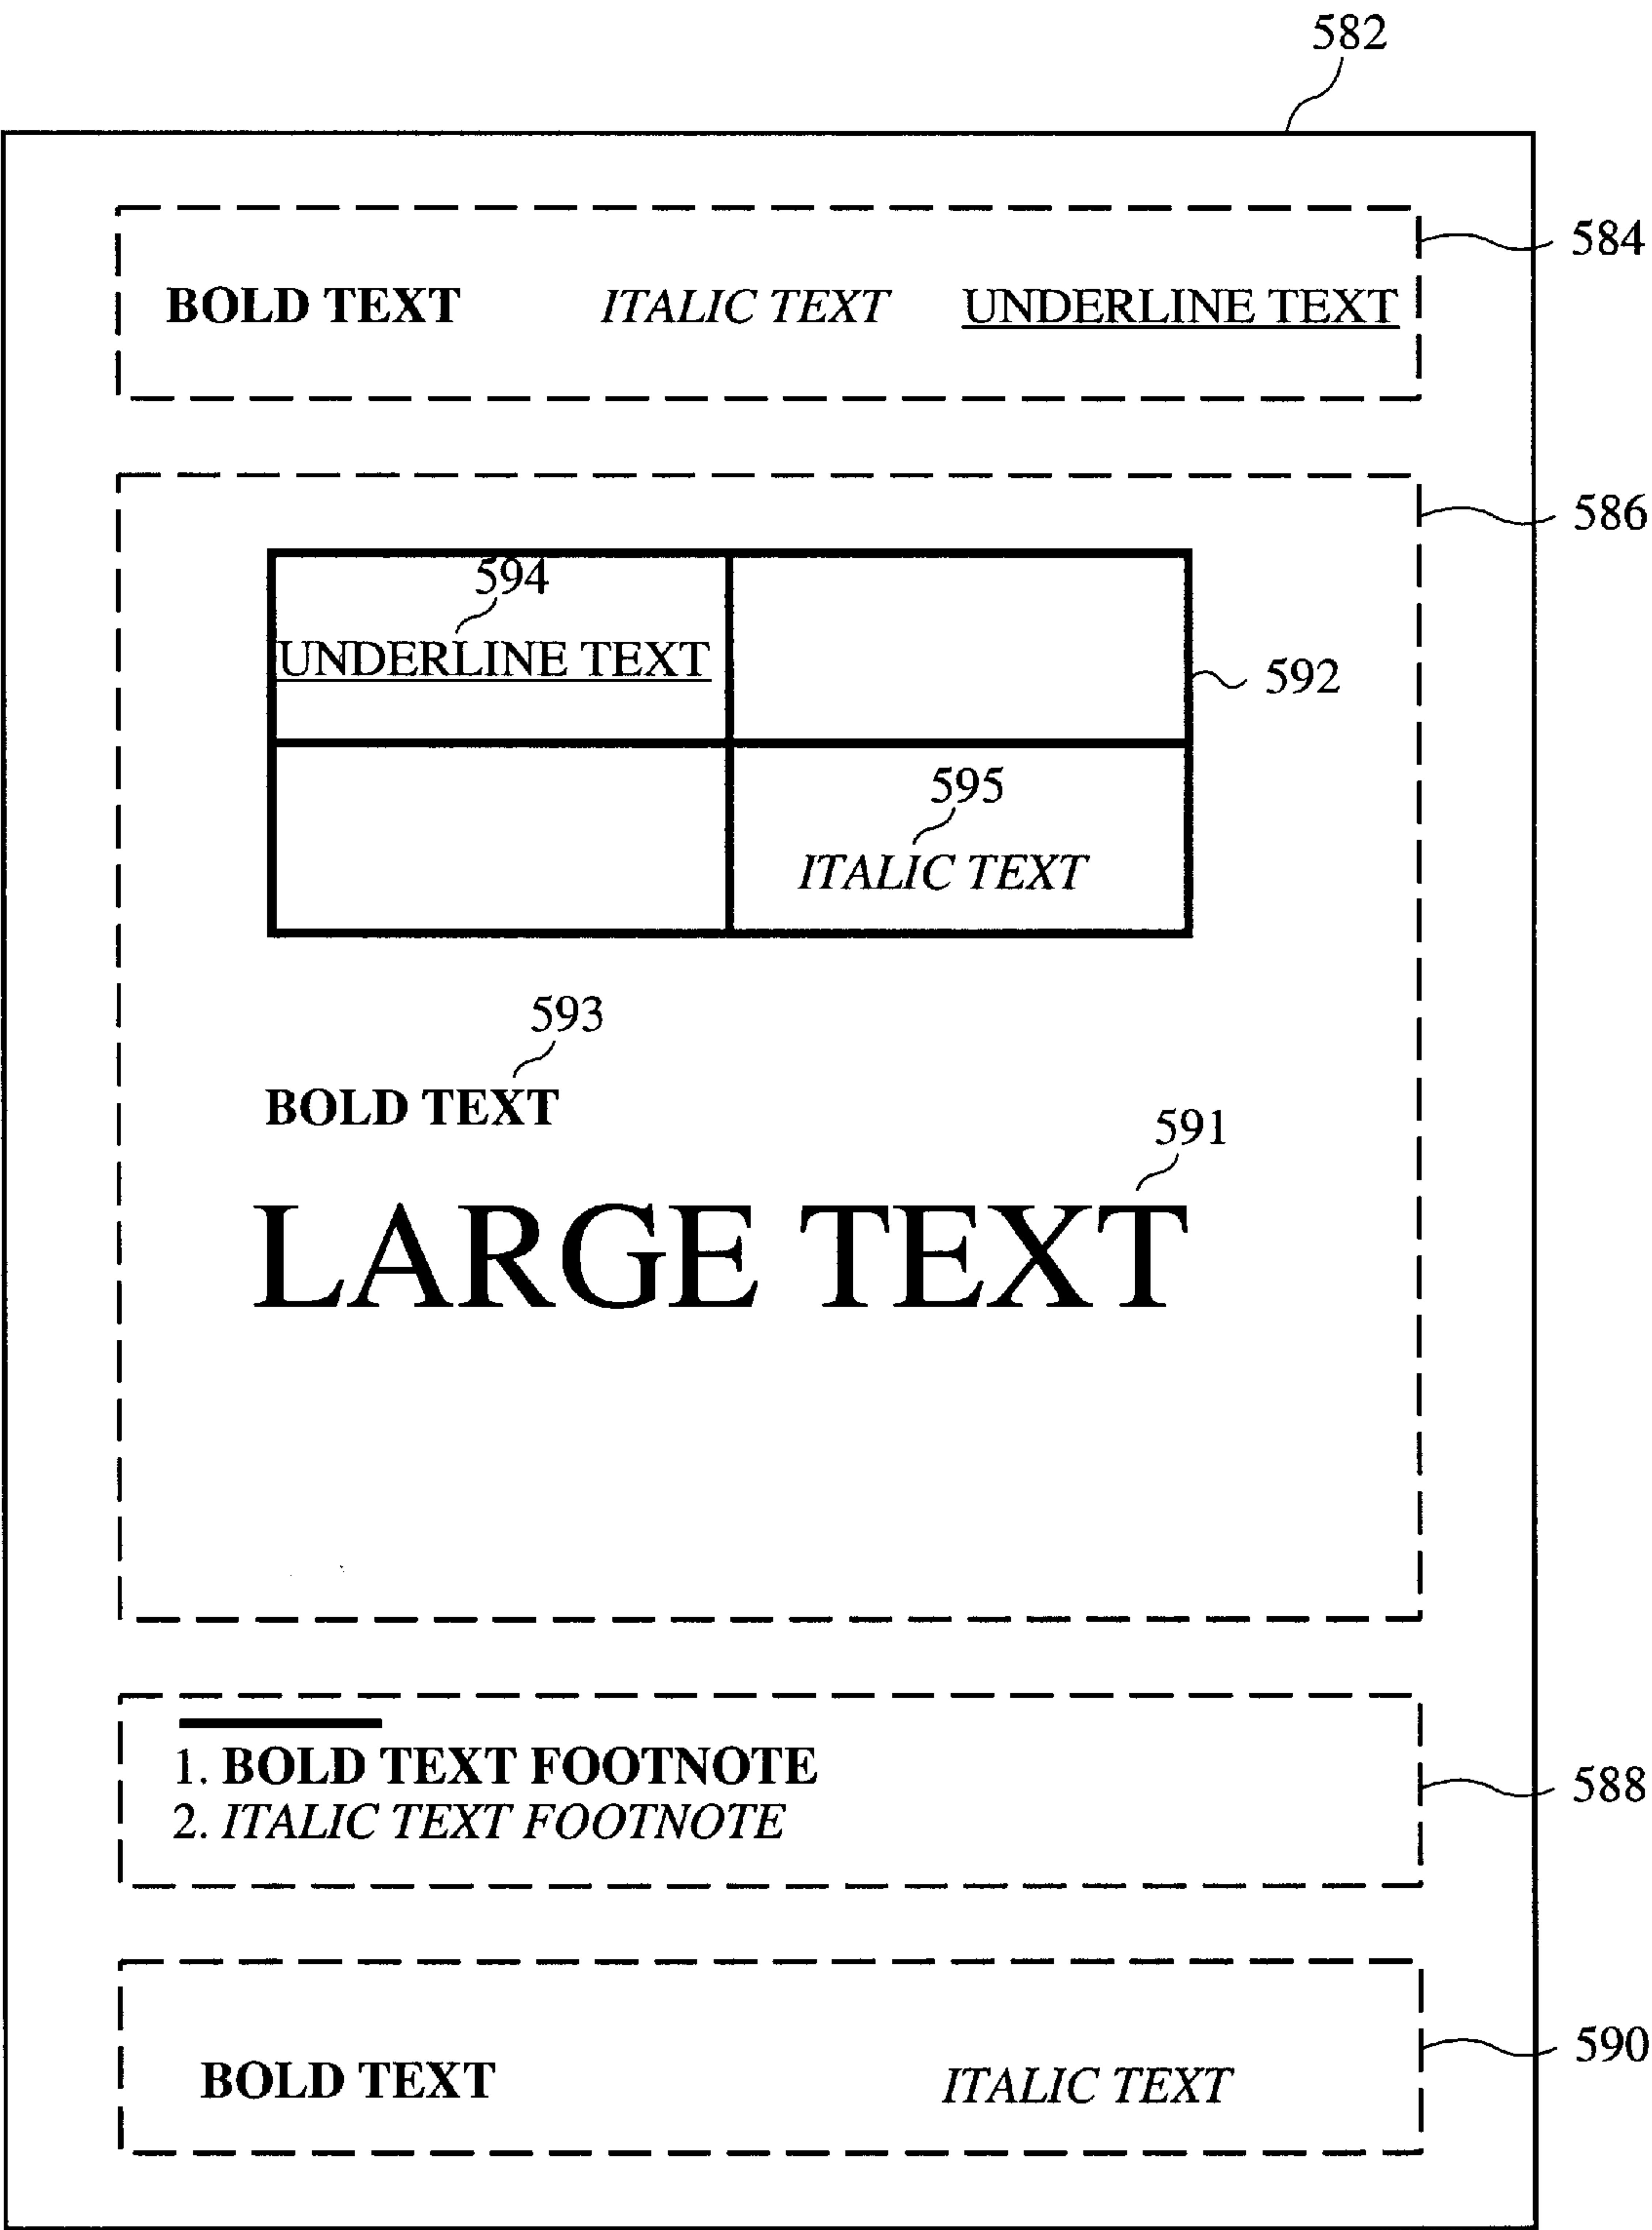 582
584
BOLD TEXT ITALIC TEXT UNDERLINE TEXT
586
594
UNDERLINE TEXT
592
595
ITALIC TEXT
593
BOLD TEXT
591
LARGE TEXT
1. BOLD TEXT FOOTNOTE
588
2. ITALIC TEXT FOOTNOTE
590
BOLD TEXT ITALIC TEXT